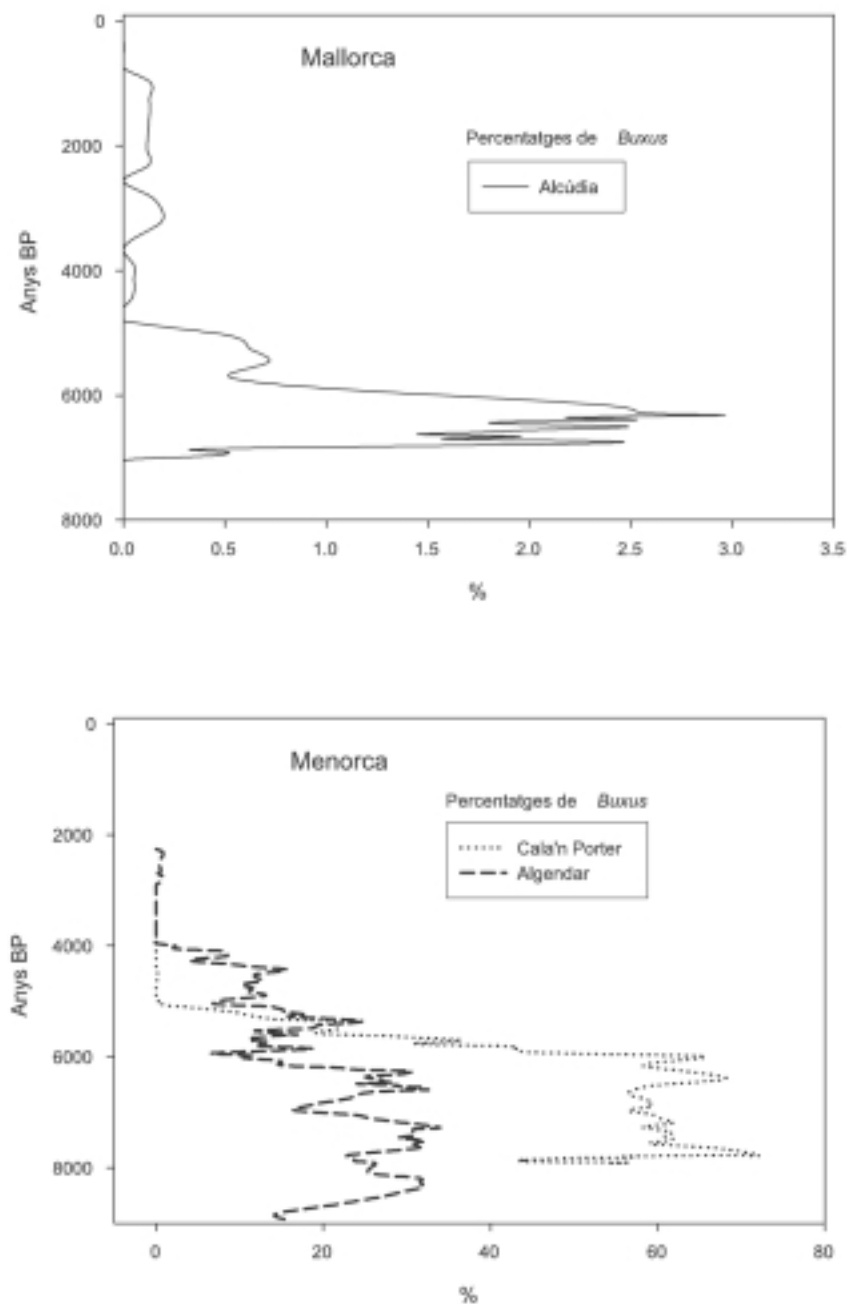 Mallorca
Percentatges de Buxus
Alcúdia
Anys BP
0
2000
4000
6000
8000
0.0 0.5 1.0 1.5 2.0 2.5 3.0 3.5
%
Menorca
Percentatges de Buxus
Cala'n Porter
Algendar
Anys BP
0
2000
4000
6000
8000
0 20 40 60 80
%